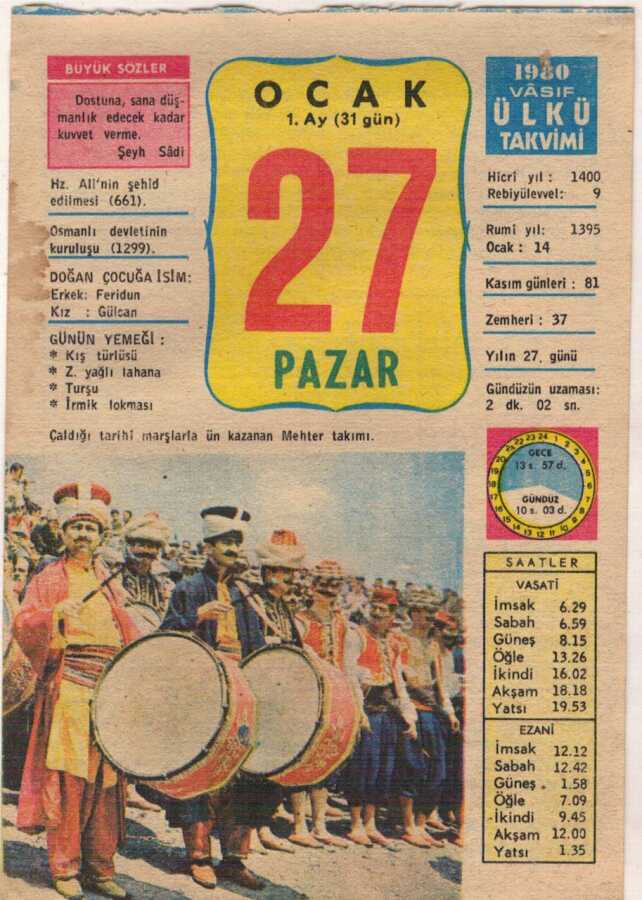 BÜYÜK SÖZLER
Dostuna, sana düş-
manlık edecek kadar
kuvvet verme.
Şeyh Sâdi
Hz. Ali'nin şehid
edilmesi (661).
Osmanlı devletinin
kuruluşu (1299).
DOĞAN ÇOCUĞA İSİM:
Erkek: Feridun
Kız : Gülcan
GÜNÜN YEMEĞİ :
* Kış türlüsü
* Z. yağlı lahana
* Turşu
* İrmik lokması
OCAK
1. Ay (31 gün)
27
PAZAR
1980
VÂSIF
ÜLKÜ
TAKVİMİ
Hicrî yıl : 1400
Rebiyülevvel: 9
Rumi yıl: 1395
Ocak : 14
Kasım günleri : 81
Zemheri : 37
Yılın 27. günü
Gündüzün uzaması:
2 dk. 02 sn.
Çaldığı tarihî marşlarla ün kazanan Mehter takımı.
GECE
13 s. 57 d.
GÜNDÜZ
10 s. 03 d.
SAATLER
VASATİ
İmsak 6.29
Sabah 6.59
Güneş 8.15
Öğle 13.26
İkindi 16.02
Akşam 18.18
Yatsı 19.53
EZANİ
İmsak 12.12
Sabah 12.42
Güneş . 1.58
Öğle 7.09
İkindi 9.45
Akşam 12.00
Yatsı 1.35